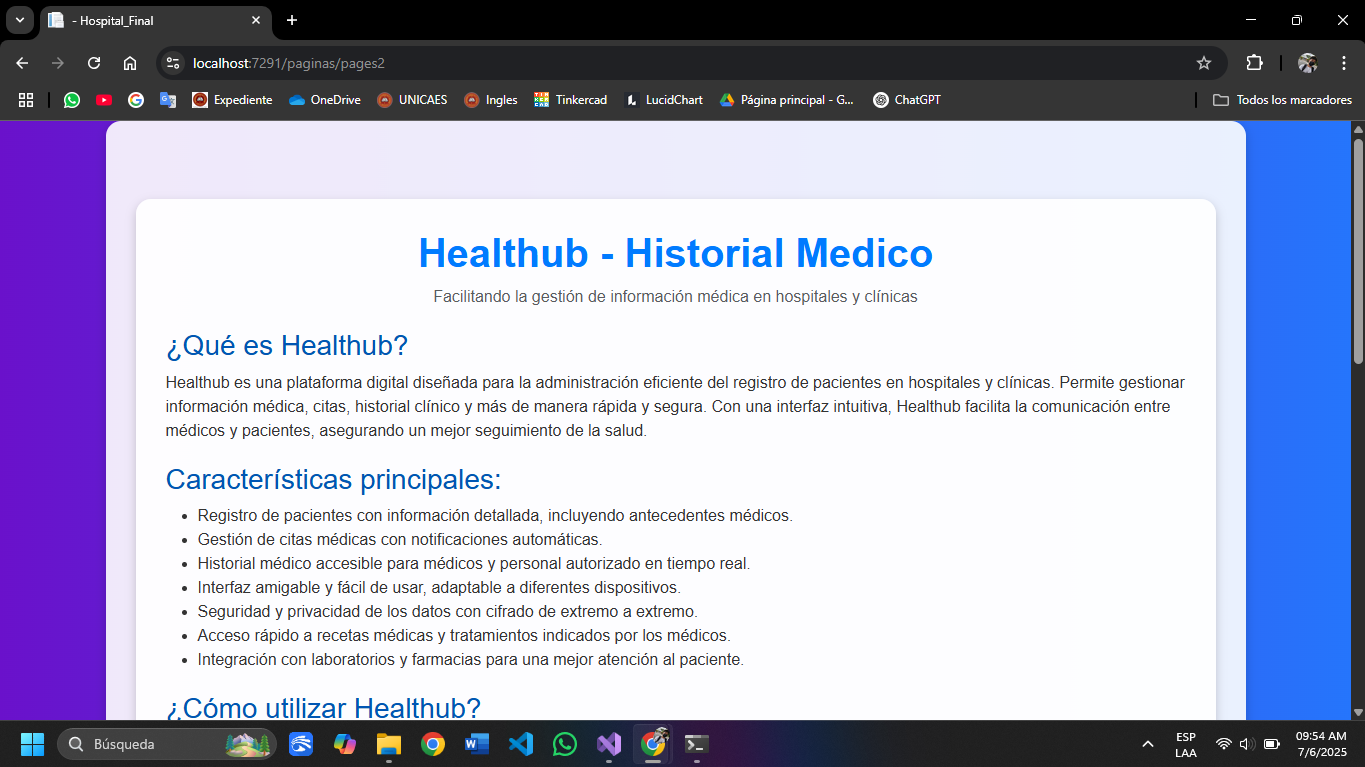 - Hospital_Final
localhost:7291/paginas/pages2
Expediente
OneDrive
UNICAES
Ingles
TINKERCAD
Tinkercad
LucidChart
Página principal - G...
ChatGPT
Todos los marcadores
Healthub - Historial Medico
Facilitando la gestión de información médica en hospitales y clínicas
¿Qué es Healthub?
Healthub es una plataforma digital diseñada para la administración eficiente del registro de pacientes en hospitales y clínicas. Permite gestionar
información médica, citas, historial clínico y más de manera rápida y segura. Con una interfaz intuitiva, Healthub facilita la comunicación entre
médicos y pacientes, asegurando un mejor seguimiento de la salud.
Características principales:
Registro de pacientes con información detallada, incluyendo antecedentes médicos.
Gestión de citas médicas con notificaciones automáticas.
Historial médico accesible para médicos y personal autorizado en tiempo real.
Interfaz amigable y fácil de usar, adaptable a diferentes dispositivos.
Seguridad y privacidad de los datos con cifrado de extremo a extremo.
Acceso rápido a recetas médicas y tratamientos indicados por los médicos.
Integración con laboratorios y farmacias para una mejor atención al paciente.
¿Cómo utilizar Healthub?
Búsqueda
ESP
LAA
09:54 AM
7/6/2025